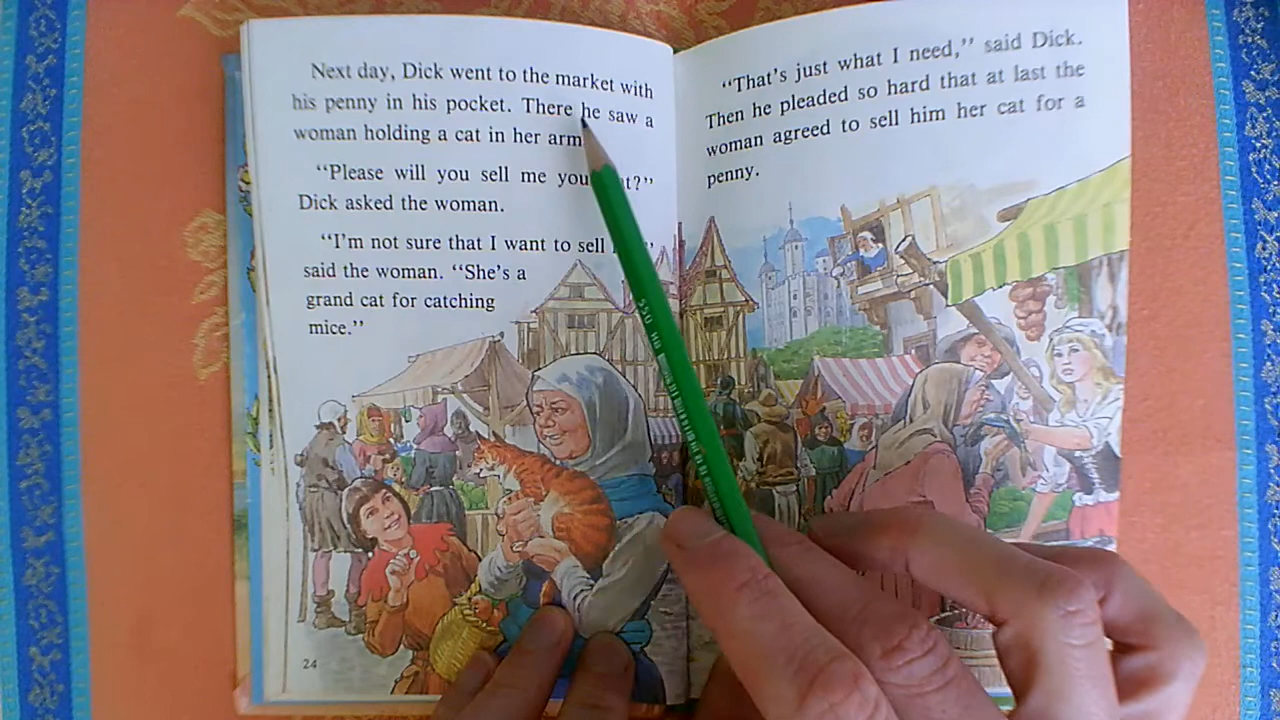 Next day, Dick went to the market with
his penny in his pocket. There he saw a
woman holding a cat in her arm
"Please will you sell me
Dick asked the woman.
"I'm not sure that I want to sell
said the woman. "She's a
grand cat for catching
mice."
24
"That's just what I need," said Dick.
Then he pleaded so hard that at last the
woman agreed to sell him her cat for a
penny.